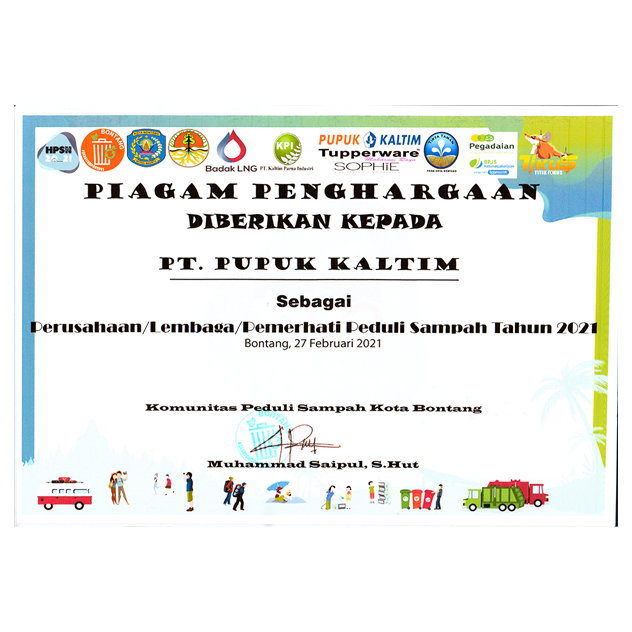 HPSN
2021
BONTANG
Badak LNG
KPI
PT. Kaltim Parna Industri
PUPUK KALTIM
Tupperware
SOPHIE
Pegadaian
PIAGAM PENGHARGAAN
DIBERIKAN KEPADA
PT. PUPUK KALTIM
Sebagai
Perusahaan/Lembaga/Pemerhati Peduli Sampah Tahun 2021
Bontang, 27 Februari 2021
Komunitas Peduli Sampah Kota Bontang
Muhammad Saipul, S.Hut